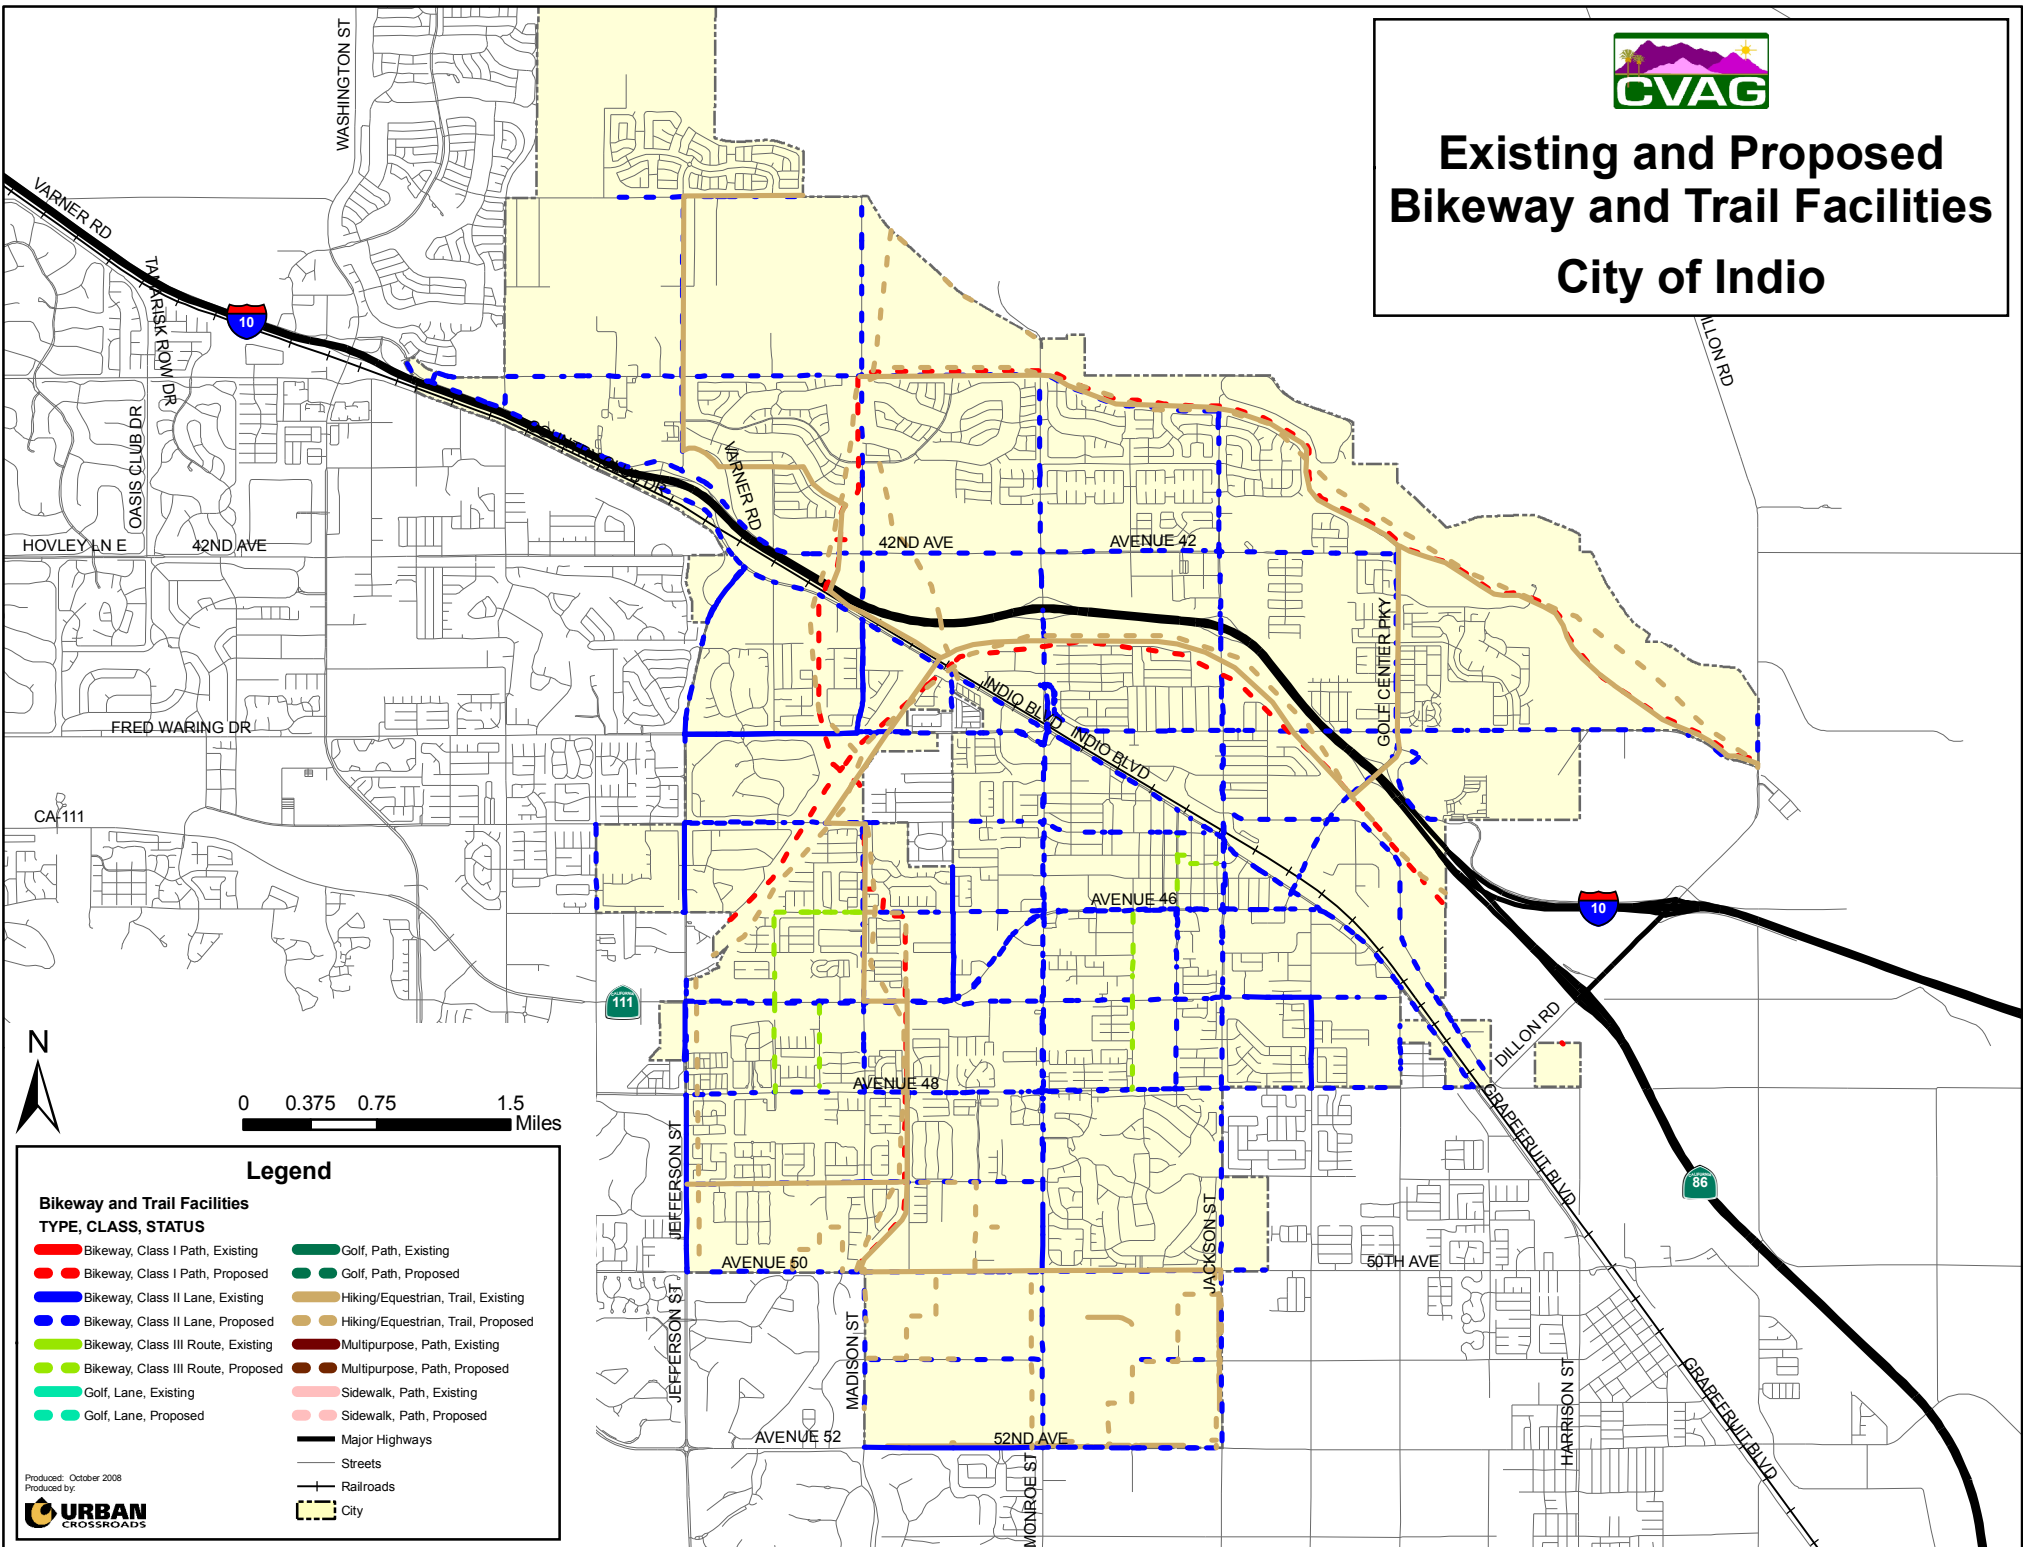 CVAG
Existing and Proposed
Bikeway and Trail Facilities
City of Indio
WASHINGTON ST
VARNER RD
TAMARISK ROW DR
10
OASIS CLUB DR
VARNER RD
HOVLEY LN E
42ND AVE
42ND AVE
AVENUE 42
GOLF CENTER PKY
INDIO BLVD
INDIO BLVD
FRED WARING DR
CA-111
AVENUE 46
10
111
DILLON RD
AVENUE 48
GRAPEFRUIT BLVD
86
JEFFERSON ST
JACKSON ST
AVENUE 50
50TH AVE
JEFFERSON ST
MADISON ST
HARRISON ST
GRAPEFRUIT BLVD
AVENUE 52
52ND AVE
MONROE ST
N
0 0.375 0.75 1.5
Miles
Legend
Bikeway and Trail Facilities
TYPE, CLASS, STATUS
Bikeway, Class I Path, Existing
Bikeway, Class I Path, Proposed
Bikeway, Class II Lane, Existing
Bikeway, Class II Lane, Proposed
Bikeway, Class III Route, Existing
Bikeway, Class III Route, Proposed
Golf, Lane, Existing
Golf, Lane, Proposed
Golf, Path, Existing
Golf, Path, Proposed
Hiking/Equestrian, Trail, Existing
Hiking/Equestrian, Trail, Proposed
Multipurpose, Path, Existing
Multipurpose, Path, Proposed
Sidewalk, Path, Existing
Sidewalk, Path, Proposed
Major Highways
Streets
Railroads
City
Produced: October 2008
Produced by:
URBAN
CROSSROADS